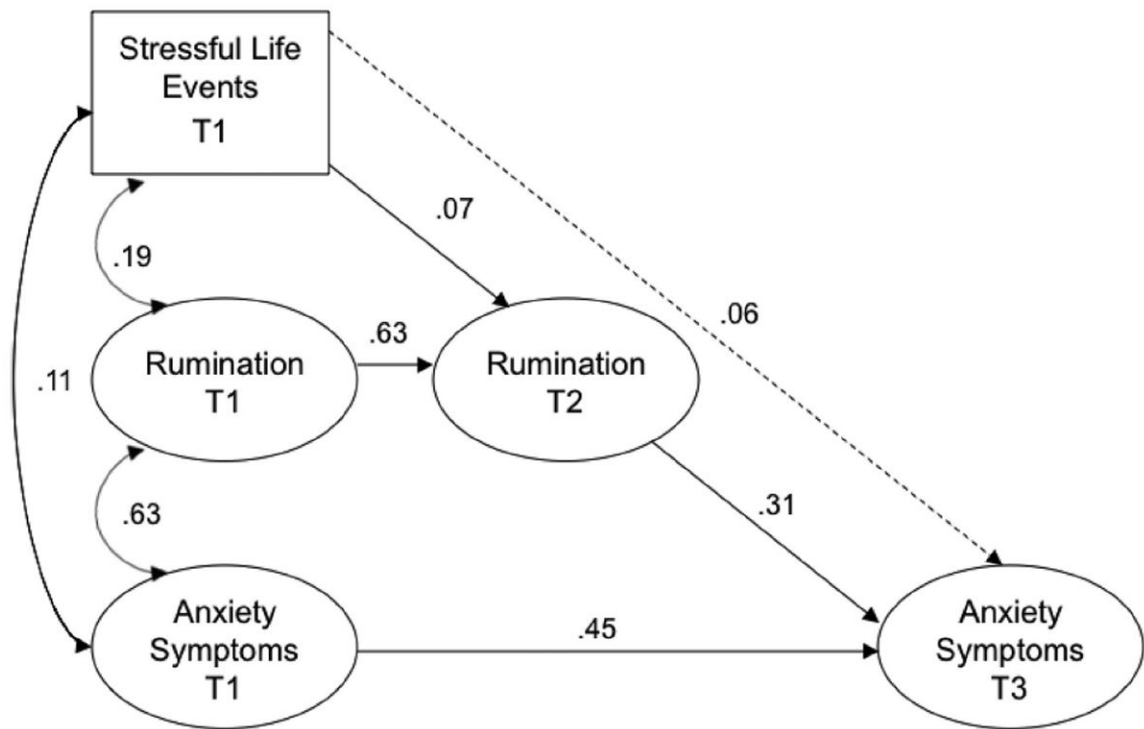 Stressful Life
Events
T1
.07
.19
.06
.63
Rumination
T1
Rumination
T2
.11
.31
.63
Anxiety
Symptoms
T1
.45
Anxiety
Symptoms
T3